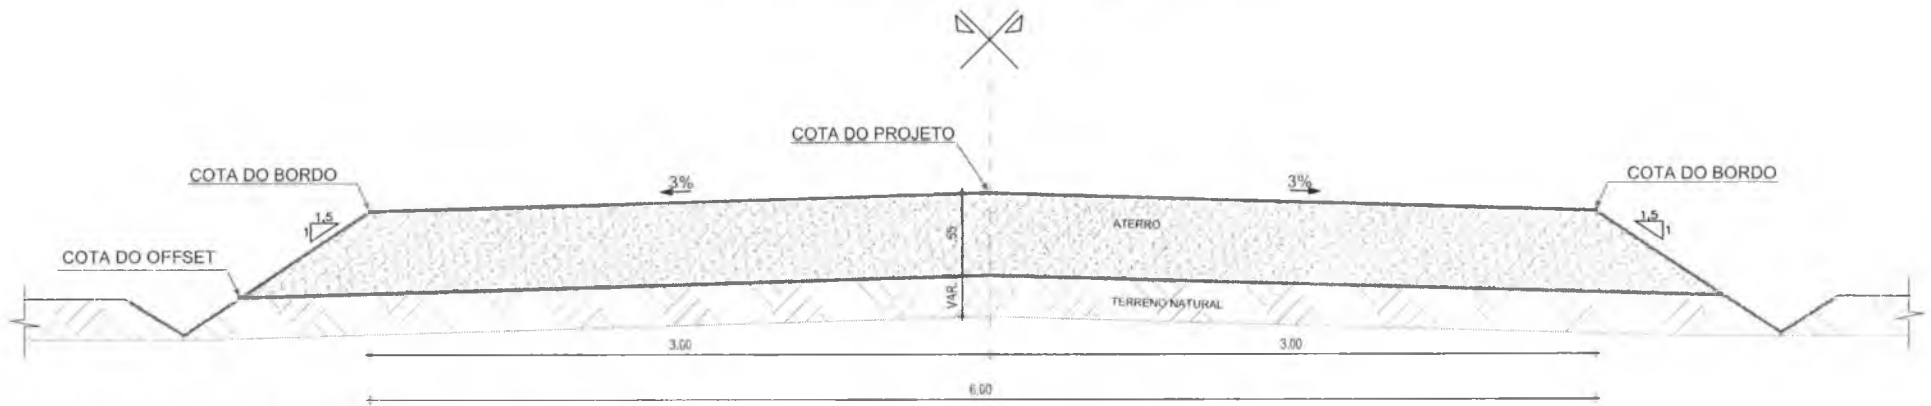 COTA DO PROJETO
COTA DO BORDO
3%
3%
COTA DO BORDO
1,5
1
1,5
1
ATERRO
.55
COTA DO OFFSET
VAR.
TERRENO NATURAL
3.00
3.00
6.00